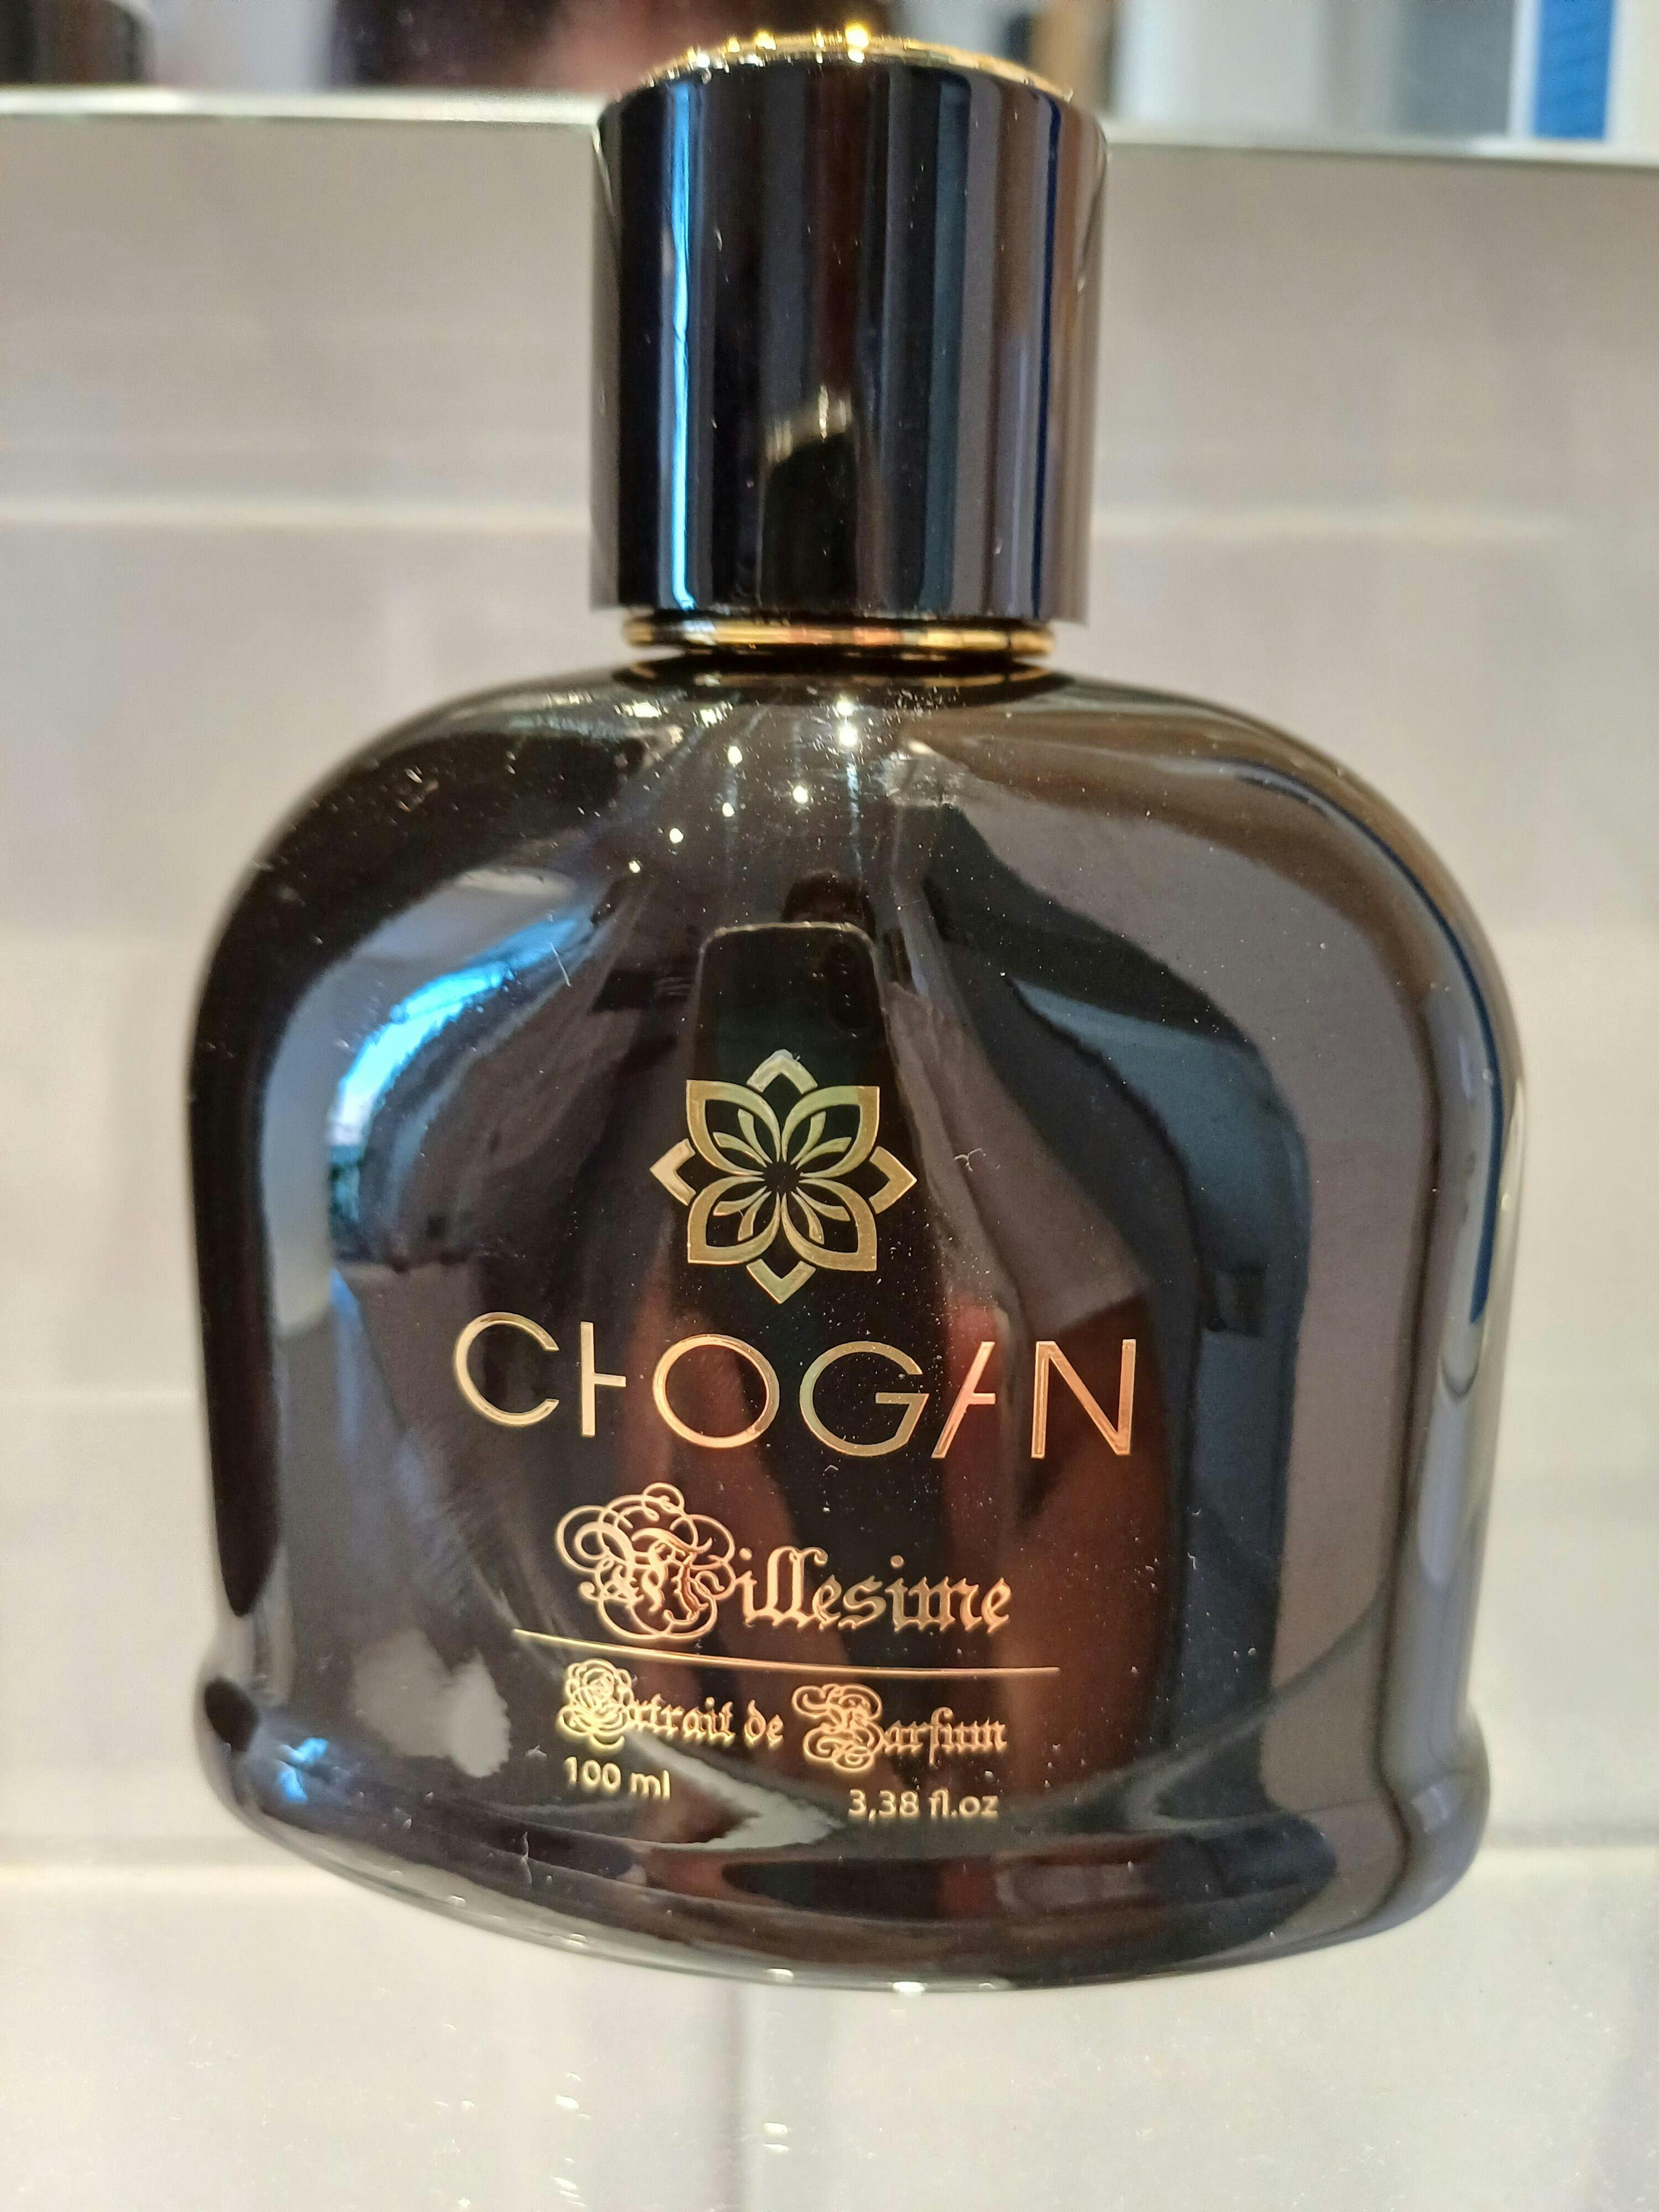 CHOGAN
Millesime
Extrait de Parfum
100 ml 3,38 fl.oz